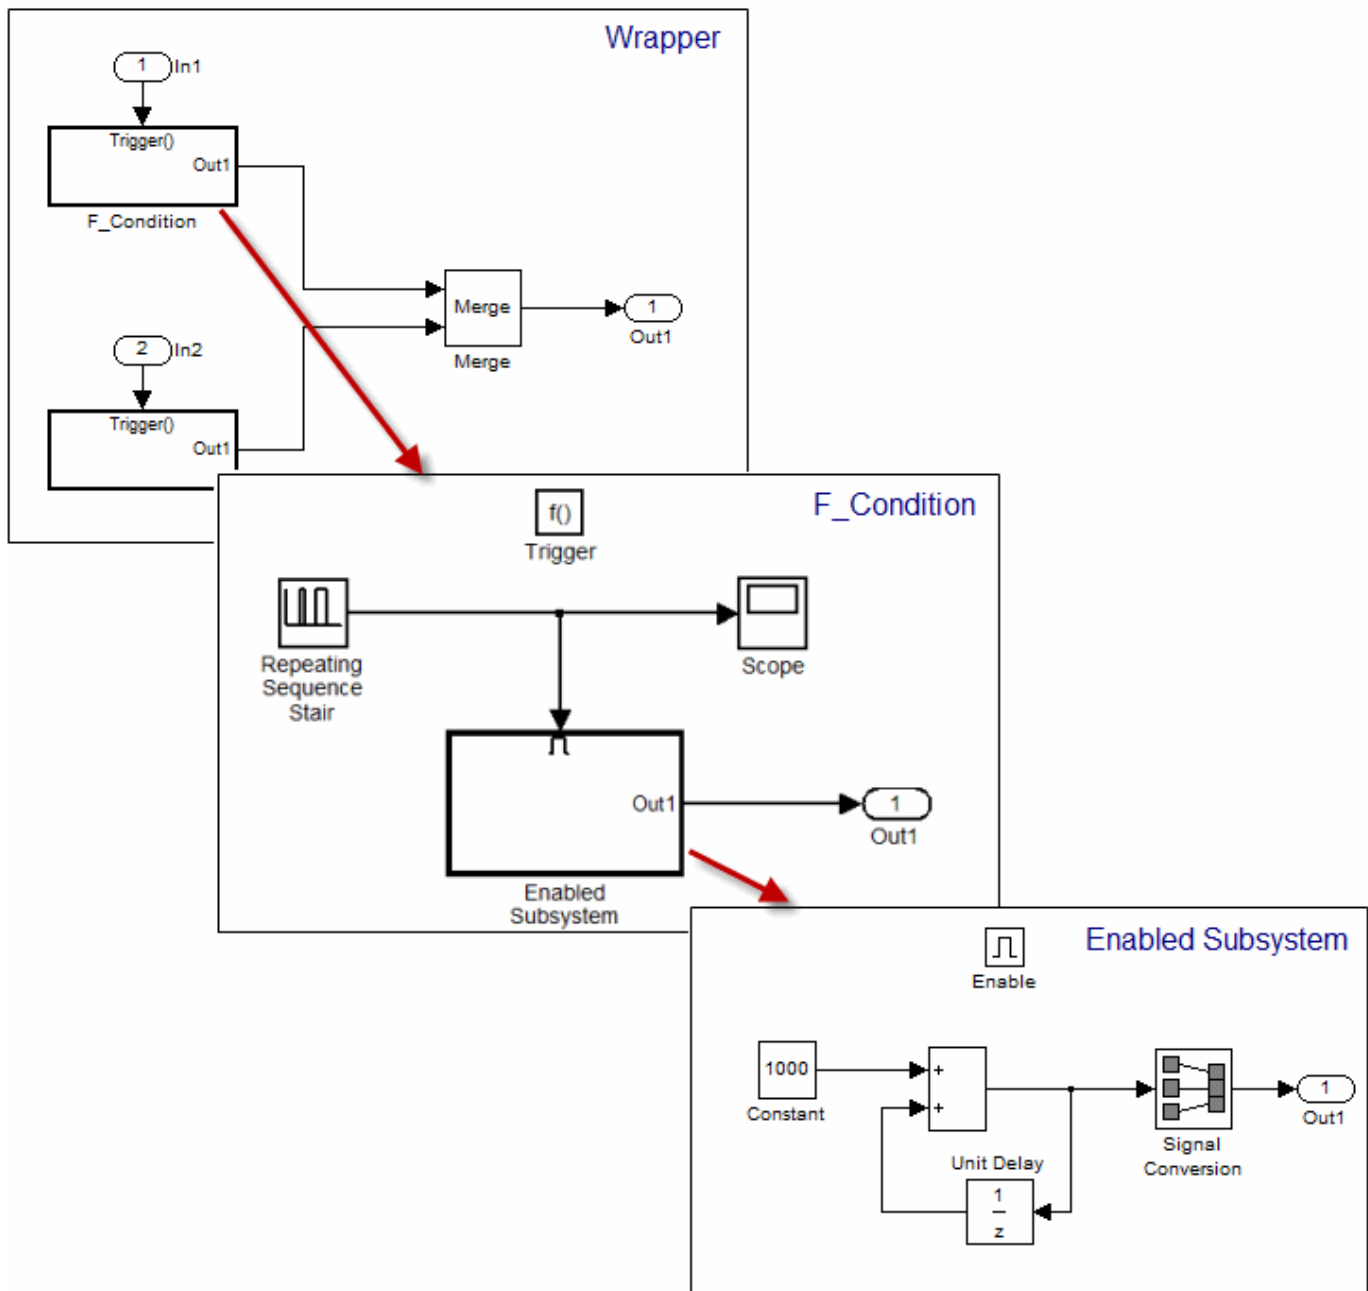 Wrapper
1
In1
Trigger()
Out1
F_Condition
Merge
Merge
1
Out1
2
In2
Trigger()
Out1
F_Condition
f()
Trigger
Repeating
Sequence
Stair
Scope
Out1
1
Out1
Enabled
Subsystem
Enabled Subsystem
Enable
1000
Constant
+
+
Unit Delay
1
z
Signal
Conversion
1
Out1